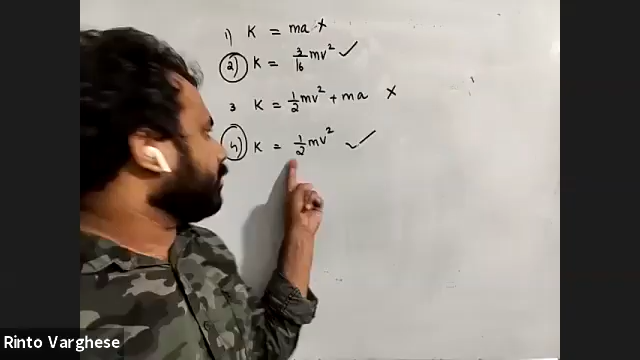 1) K = ma ✗
2) K = 3/16 mv² ✓
3 K = 1/2 mv² + ma ✗
4) K = 1/2 mv² ✓
Rinto Varghese